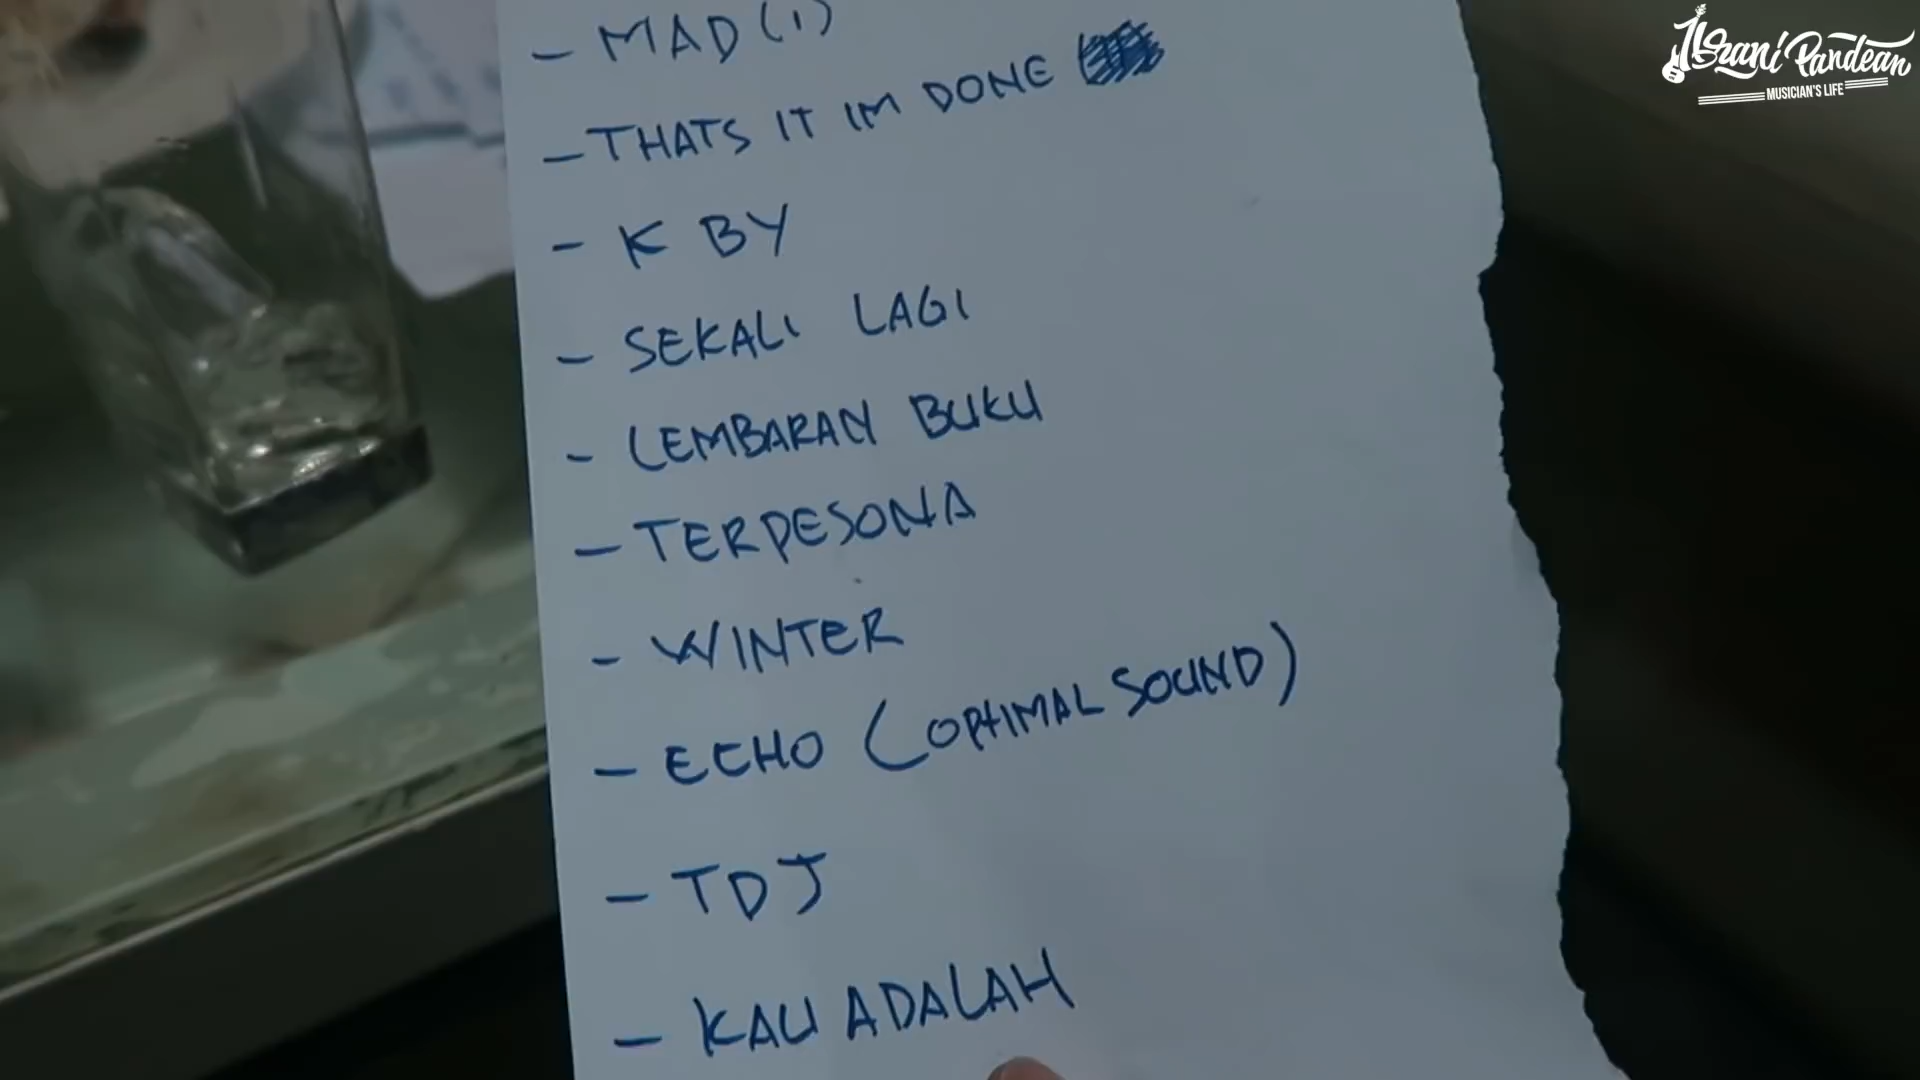 Israni Pandean
MUSICIAN'S LIFE
- MAD (1)
- THATS IT IM DONE
- K BY
- SEKALI LAGI
- LEMBARAN BUKU
- TERPESONA
- WINTER
- ECHO (OPTIMAL SOUND)
- TDJ
- KAU ADALAH